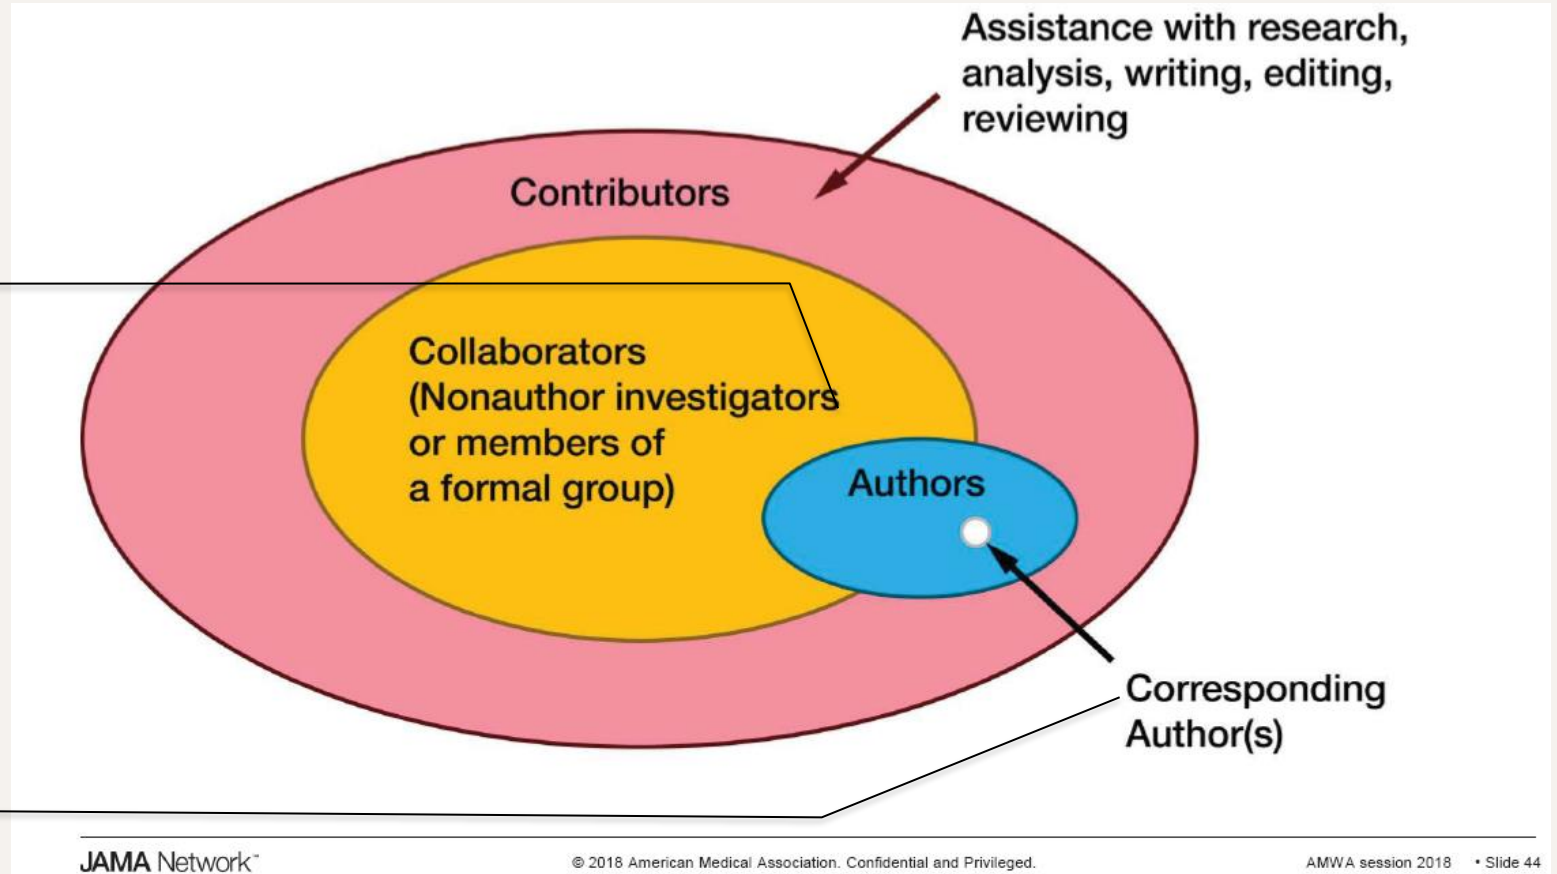 Assistance with research,
analysis, writing, editing,
reviewing
Contributors
Collaborators
(Nonauthor investigators
or members of
a formal group)
Authors
Corresponding
Author(s)
JAMA Network™
© 2018 American Medical Association. Confidential and Privileged.
AMWA session 2018 • Slide 44